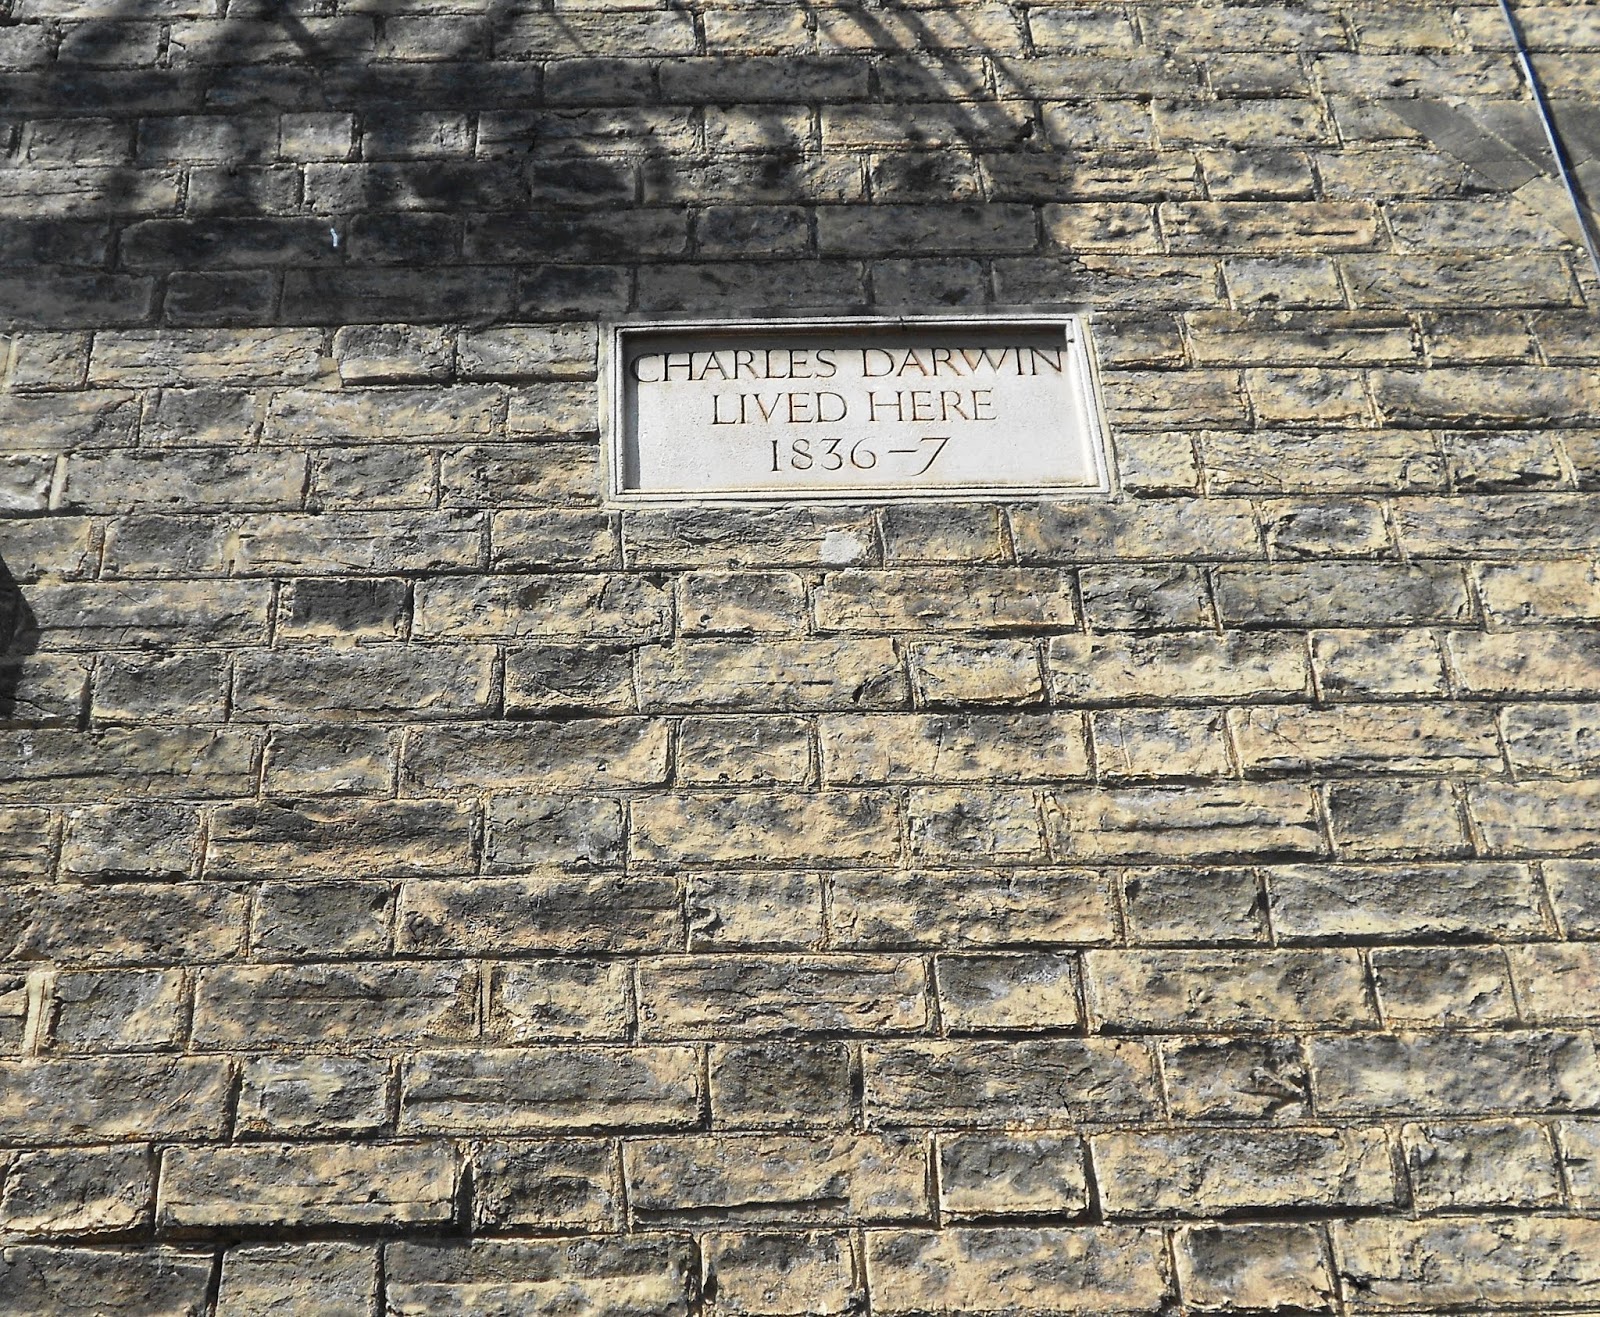 CHARLES DARWIN
LIVED HERE
1836-7